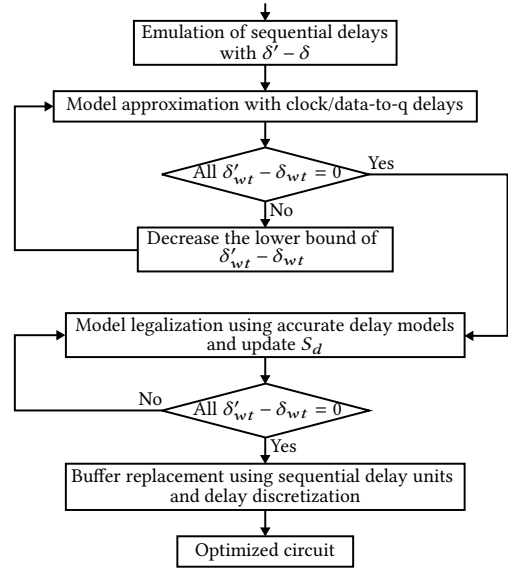 Emulation of sequential delays
with δ′ − δ
Model approximation with clock/data-to-q delays
All δ′wt − δwt = 0
Yes
No
Decrease the lower bound of
δ′wt − δwt
Model legalization using accurate delay models
and update Sd
No
All δ′wt − δwt = 0
Yes
Buffer replacement using sequential delay units
and delay discretization
Optimized circuit